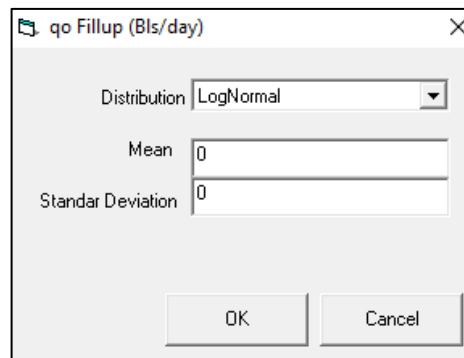 qo Fillup (Bls/day)
Distribution LogNormal
Mean 0
Standar Deviation 0
OK Cancel